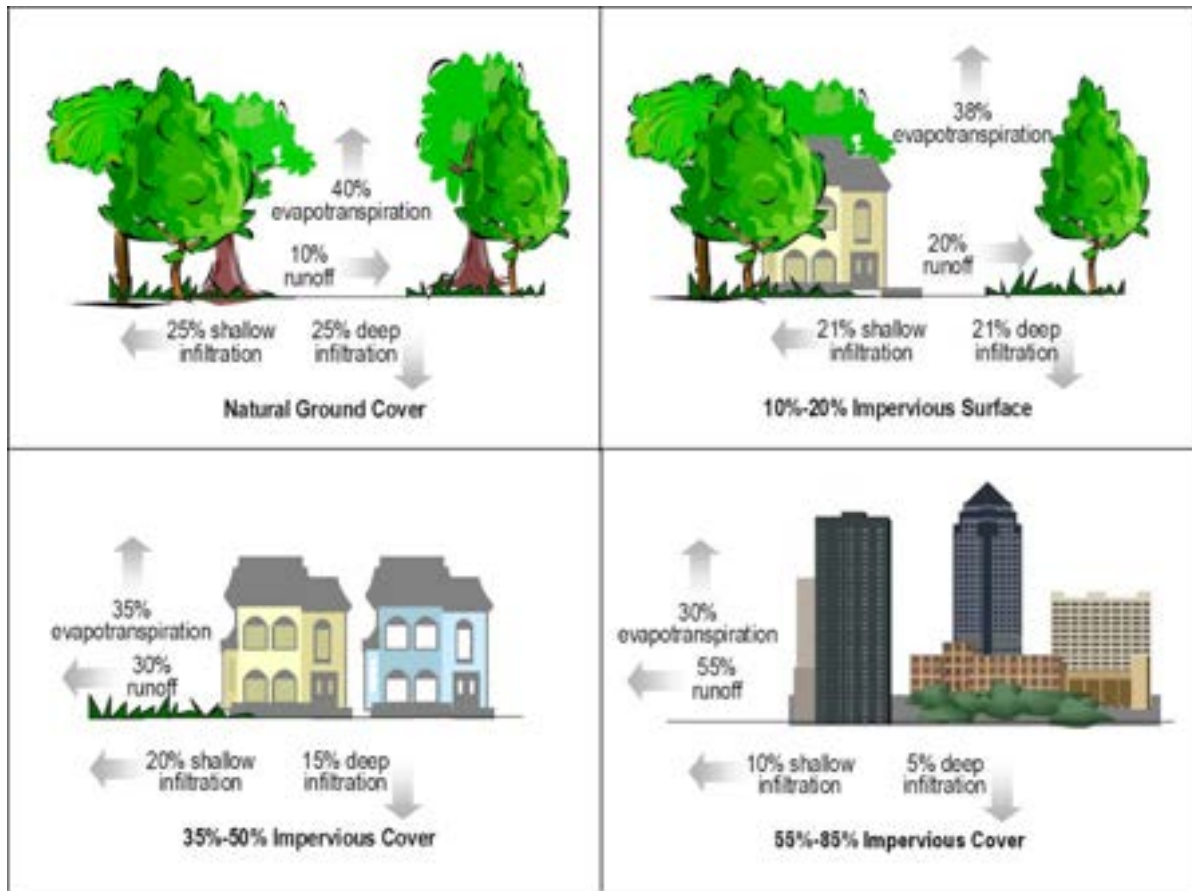 40%
evapotranspiration
10%
runoff
25% shallow
infiltration
25% deep
infiltration
Natural Ground Cover
38%
evapotranspiration
20%
runoff
21% shallow
infiltration
21% deep
infiltration
10%-20% Impervious Surface
35%
evapotranspiration
30%
runoff
20% shallow
infiltration
15% deep
infiltration
35%-50% Impervious Cover
30%
evapotranspiration
55%
runoff
10% shallow
infiltration
5% deep
infiltration
55%-85% Impervious Cover